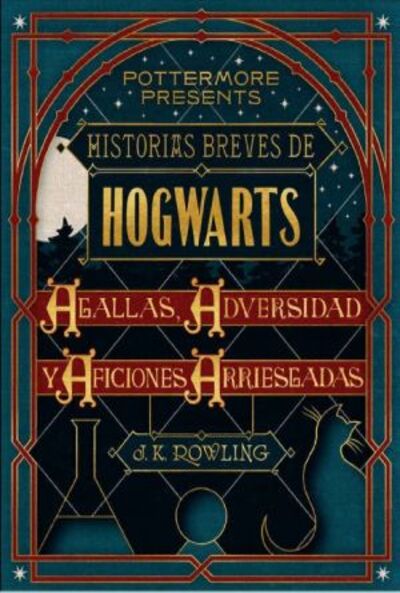 POTTERMORE
PRESENTS
HISTORIAS BREVES DE
HOGWARTS
AGALLAS, ADVERSIDAD
Y AFICIONES ARRIESGADAS
J. K. ROWLING